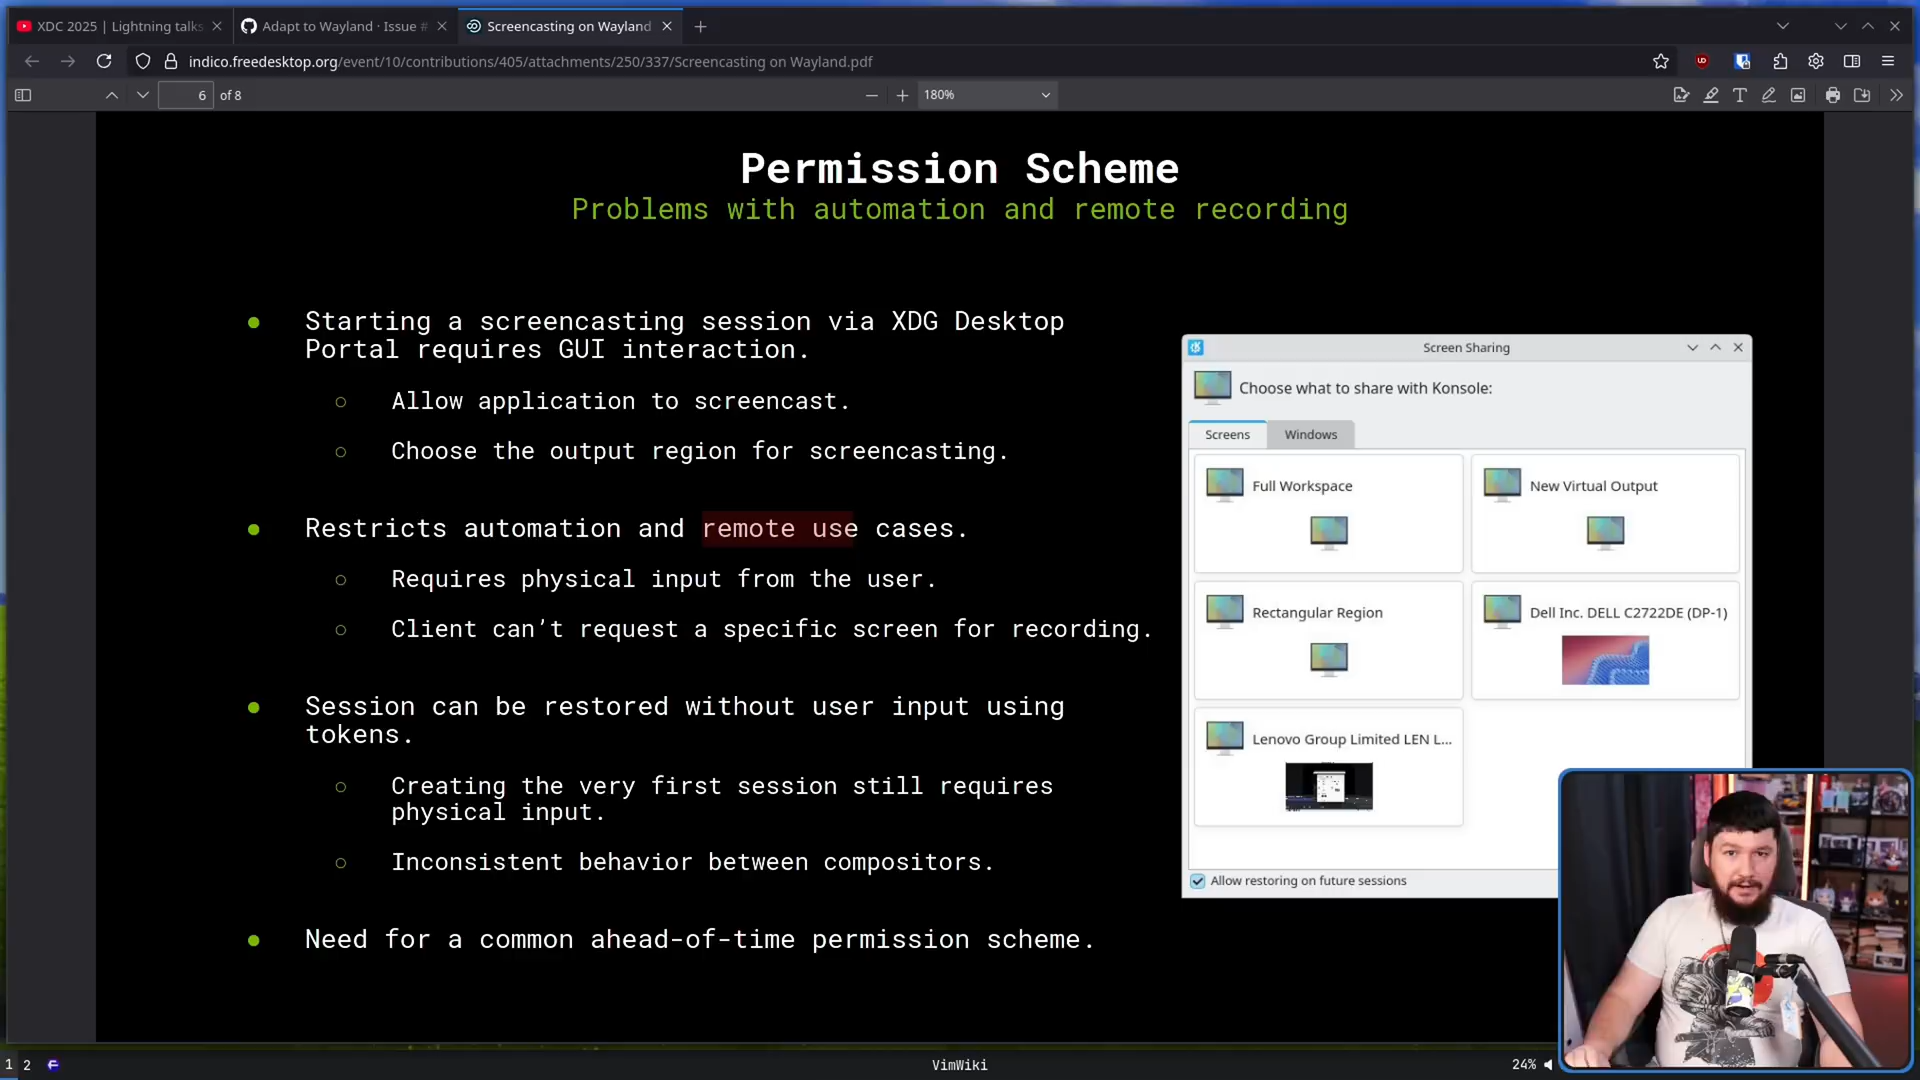 XDC 2025 | Lightning talks
Adapt to Wayland · Issue #
Screencasting on Wayland
indico.freedesktop.org/event/10/contributions/405/attachments/250/337/Screencasting on Wayland.pdf
6 of 8
180%
Permission Scheme
Problems with automation and remote recording
Starting a screencasting session via XDG Desktop
Portal requires GUI interaction.
Allow application to screencast.
Choose the output region for screencasting.
Restricts automation and remote use cases.
Requires physical input from the user.
Client can’t request a specific screen for recording.
Session can be restored without user input using
tokens.
Creating the very first session still requires
physical input.
Inconsistent behavior between compositors.
Need for a common ahead-of-time permission scheme.
Screen Sharing
Choose what to share with Konsole:
Screens
Windows
Full Workspace
New Virtual Output
Rectangular Region
Dell Inc. DELL C2722DE (DP-1)
Lenovo Group Limited LEN L...
Allow restoring on future sessions
1 2
VimWiki
24%